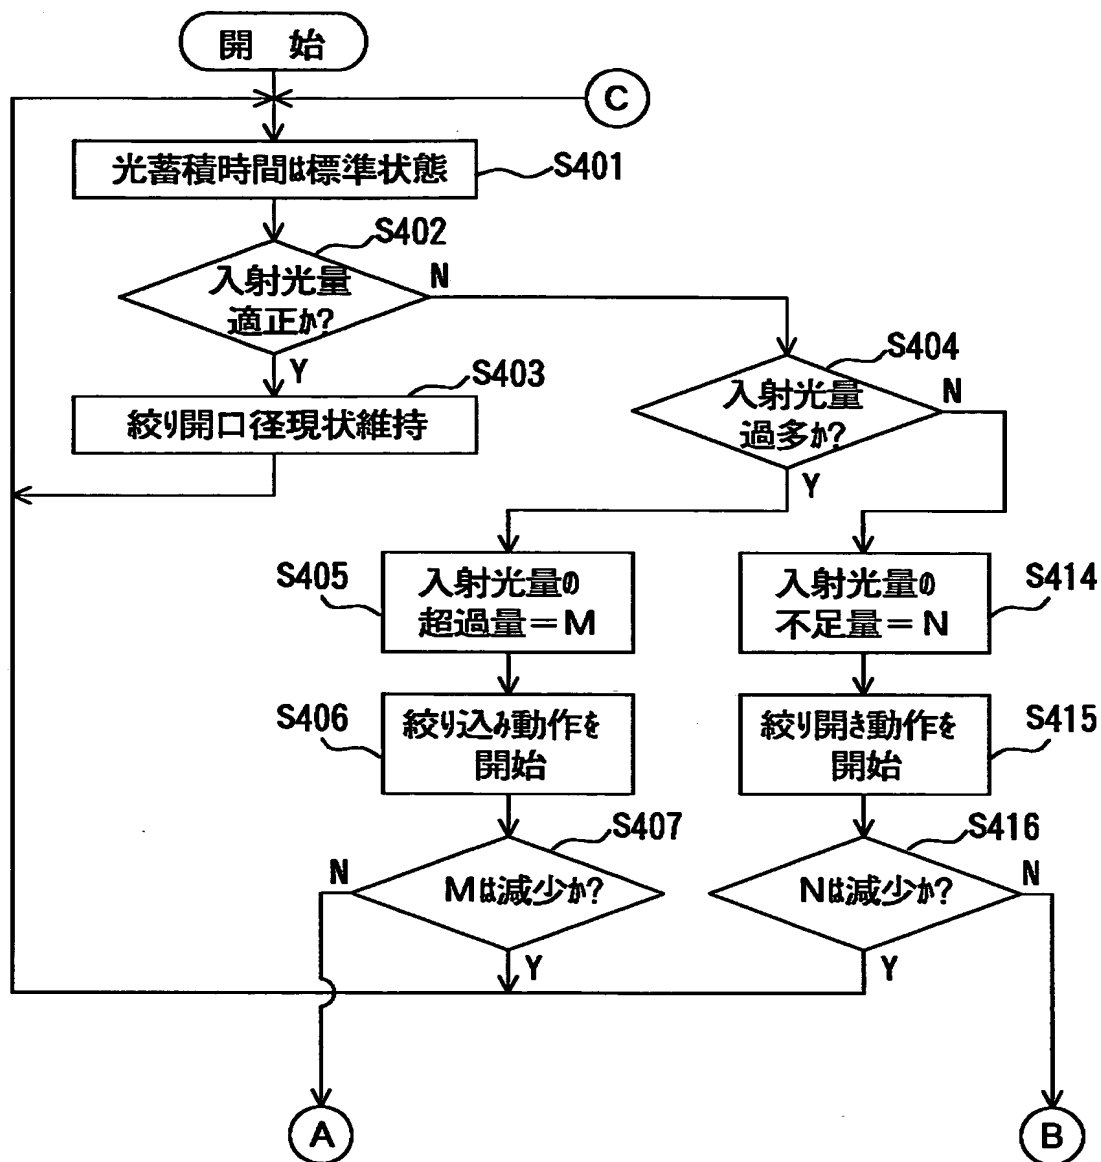 開 始
C
光蓄積時間は標準状態
S401
S402
入射光量
適正か?
N
Y
S403
絞り開口径現状維持
S404
入射光量
過多か?
N
Y
S405
入射光量の
超過量=M
入射光量の
不足量=N
S414
S406
絞り込み動作を
開始
絞り開き動作を
開始
S415
S407
Mは減少か?
N
Y
S416
Nは減少か?
N
Y
A
B